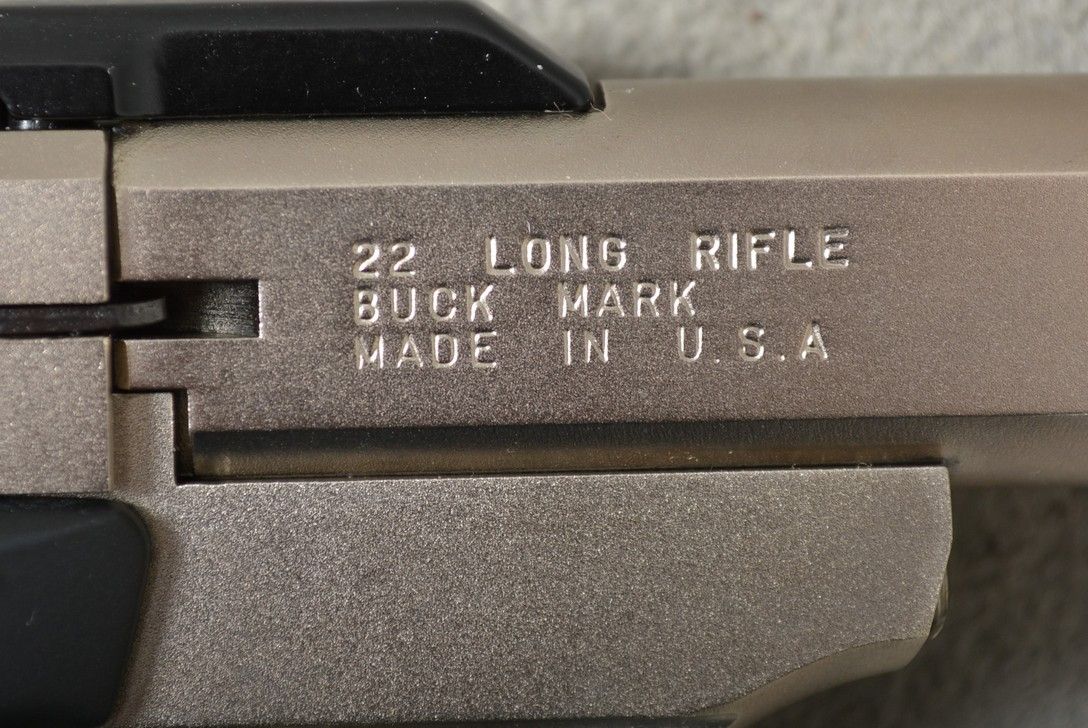 22 LONG RIFLE
BUCK MARK
MADE IN U.S.A